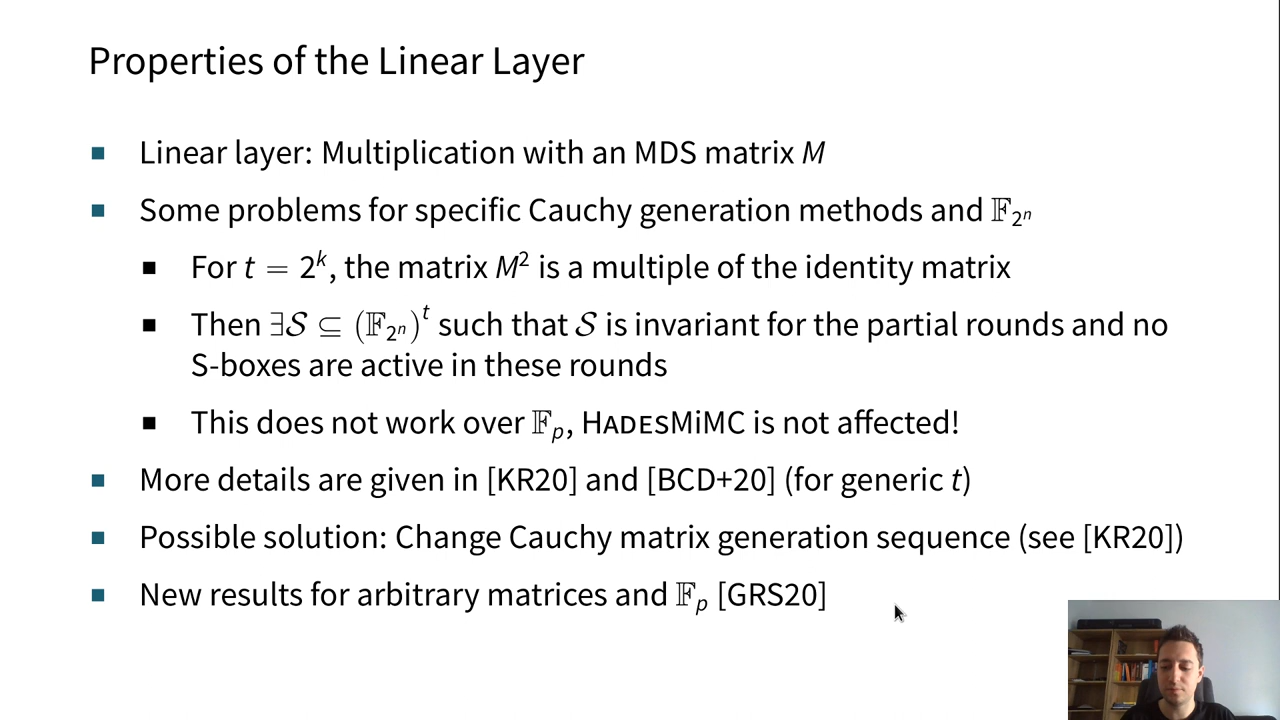 Properties of the Linear Layer
Linear layer: Multiplication with an MDS matrix M
Some problems for specific Cauchy generation methods and 𝔽₂ⁿ
For t = 2ᵏ, the matrix M² is a multiple of the identity matrix
Then ∃𝒮 ⊆ (𝔽₂ⁿ)ᵗ such that 𝒮 is invariant for the partial rounds and no
S-boxes are active in these rounds
This does not work over 𝔽ₚ, HADESMiMC is not affected!
More details are given in [KR20] and [BCD+20] (for generic t)
Possible solution: Change Cauchy matrix generation sequence (see [KR20])
New results for arbitrary matrices and 𝔽ₚ [GRS20]